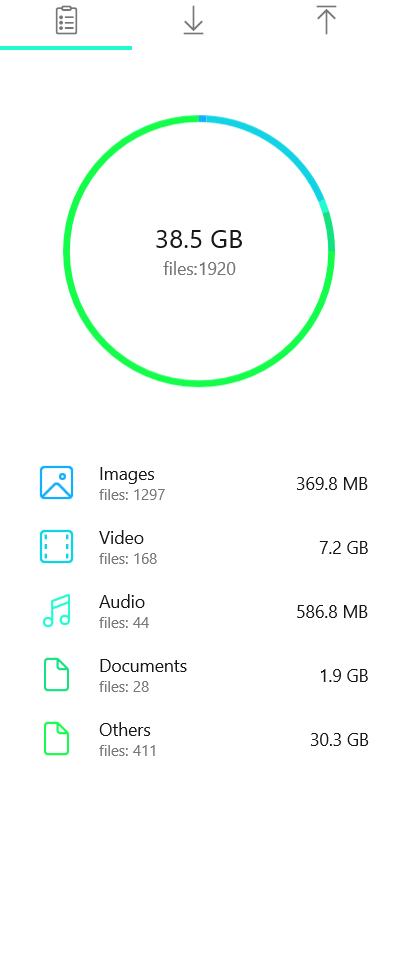 38.5 GB
files:1920
Images
files: 1297
369.8 MB
Video
files: 168
7.2 GB
Audio
files: 44
586.8 MB
Documents
files: 28
1.9 GB
Others
files: 411
30.3 GB